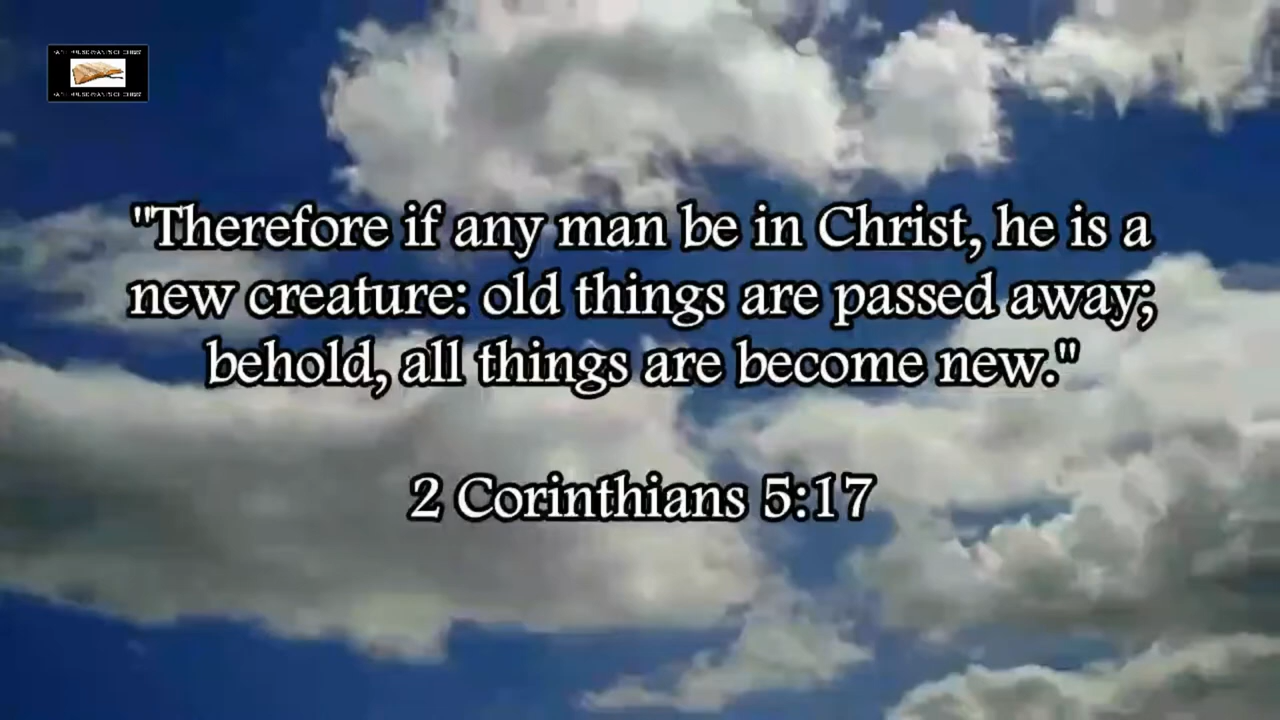 "Therefore if any man be in Christ, he is a
new creature: old things are passed away;
behold, all things are become new."
2 Corinthians 5:17